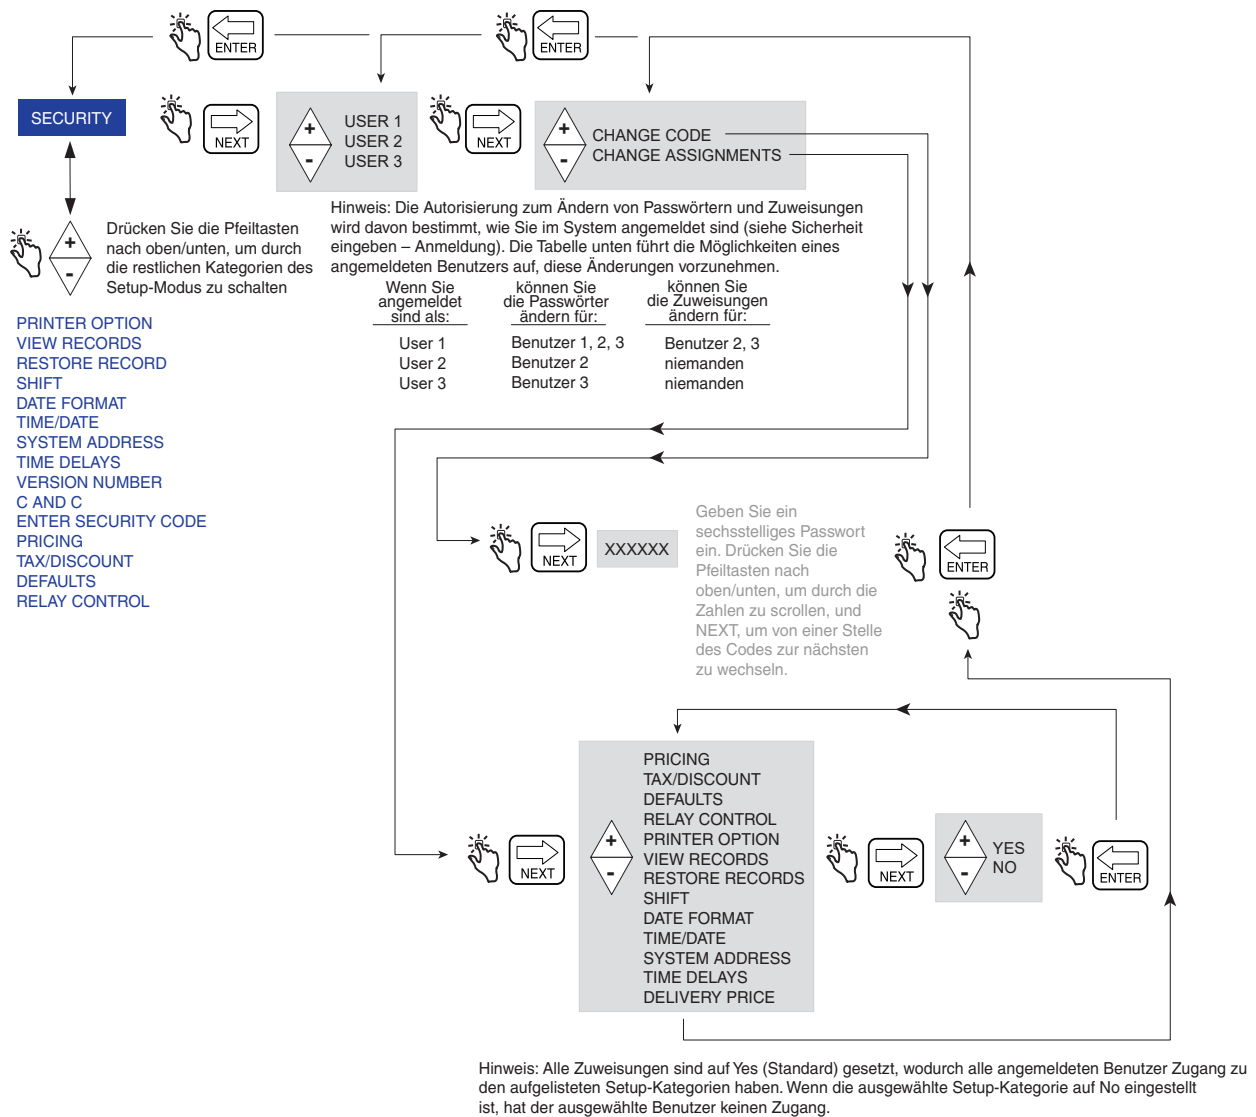 ENTER
ENTER
SECURITY
NEXT
USER 1
USER 2
USER 3
NEXT
CHANGE CODE
CHANGE ASSIGNMENTS
+
-
+
-
+
-
Drücken Sie die Pfeiltasten
nach oben/unten, um durch
die restlichen Kategorien des
Setup-Modus zu schalten
Hinweis: Die Autorisierung zum Ändern von Passwörtern und Zuweisungen
wird davon bestimmt, wie Sie im System angemeldet sind (siehe Sicherheit
eingeben – Anmeldung). Die Tabelle unten führt die Möglichkeiten eines
angemeldeten Benutzers auf, diese Änderungen vorzunehmen.
Wenn Sie
angemeldet
sind als:
können Sie
die Passwörter
ändern für:
können Sie
die Zuweisungen
ändern für:
User 1 Benutzer 1, 2, 3 Benutzer 2, 3
User 2 Benutzer 2 niemanden
User 3 Benutzer 3 niemanden
PRINTER OPTION
VIEW RECORDS
RESTORE RECORD
SHIFT
DATE FORMAT
TIME/DATE
SYSTEM ADDRESS
TIME DELAYS
VERSION NUMBER
C AND C
ENTER SECURITY CODE
PRICING
TAX/DISCOUNT
DEFAULTS
RELAY CONTROL
NEXT
XXXXXX
Geben Sie ein
sechsstelliges Passwort
ein. Drücken Sie die
Pfeiltasten nach
oben/unten, um durch die
Zahlen zu scrollen, und
NEXT, um von einer Stelle
des Codes zur nächsten
zu wechseln.
ENTER
NEXT
+
-
PRICING
TAX/DISCOUNT
DEFAULTS
RELAY CONTROL
PRINTER OPTION
VIEW RECORDS
RESTORE RECORDS
SHIFT
DATE FORMAT
TIME/DATE
SYSTEM ADDRESS
TIME DELAYS
DELIVERY PRICE
NEXT
+
-
YES
NO
ENTER
Hinweis: Alle Zuweisungen sind auf Yes (Standard) gesetzt, wodurch alle angemeldeten Benutzer Zugang zu
den aufgelisteten Setup-Kategorien haben. Wenn die ausgewählte Setup-Kategorie auf No eingestellt
ist, hat der ausgewählte Benutzer keinen Zugang.